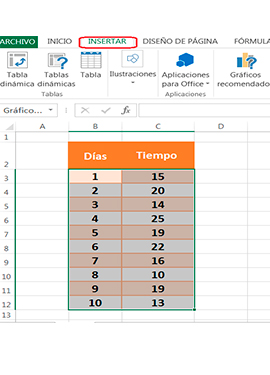 ARCHIVO INICIO INSERTAR DISEÑO DE PÁGINA FÓRMULA
Tabla dinámica
Tablas dinámicas
Tabla
Ilustraciones
Aplicaciones para Office
Gráficos recomendado
Tablas
Aplicaciones
Gráfico... fx
A B C D
1
2 Días Tiempo
3 1 15
4 2 20
5 3 14
6 4 25
7 5 19
8 6 22
9 7 16
10 8 10
11 9 19
12 10 13
13